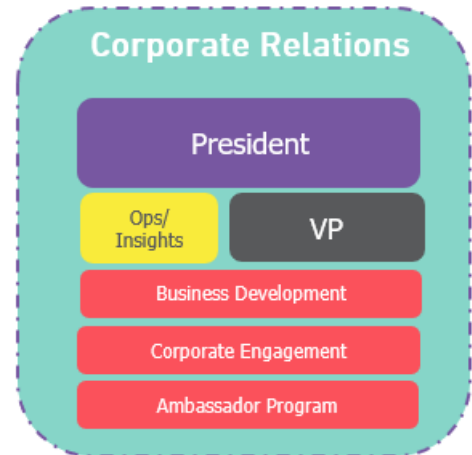 Corporate Relations
President
Ops/
Insights
VP
Business Development
Corporate Engagement
Ambassador Program